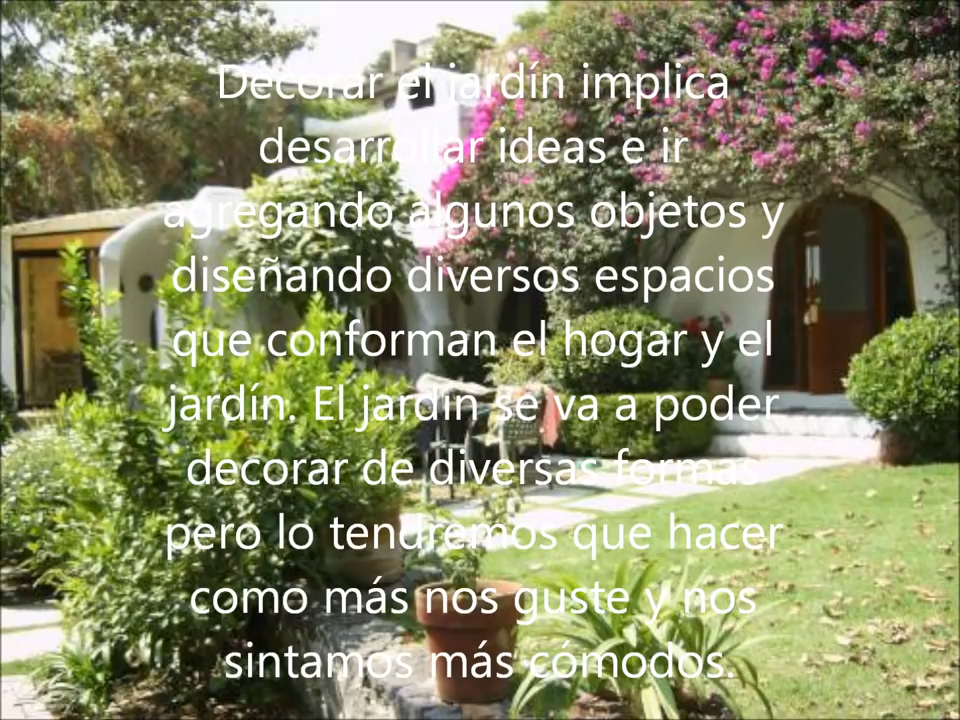 Decorar el jardín implica
desarrollar ideas e ir
agregando algunos objetos y
diseñando diversos espacios
que conforman el hogar y el
jardín. El jardín se va a poder
decorar de diversas formas
pero lo tendremos que hacer
como más nos guste y nos
sintamos más cómodos.